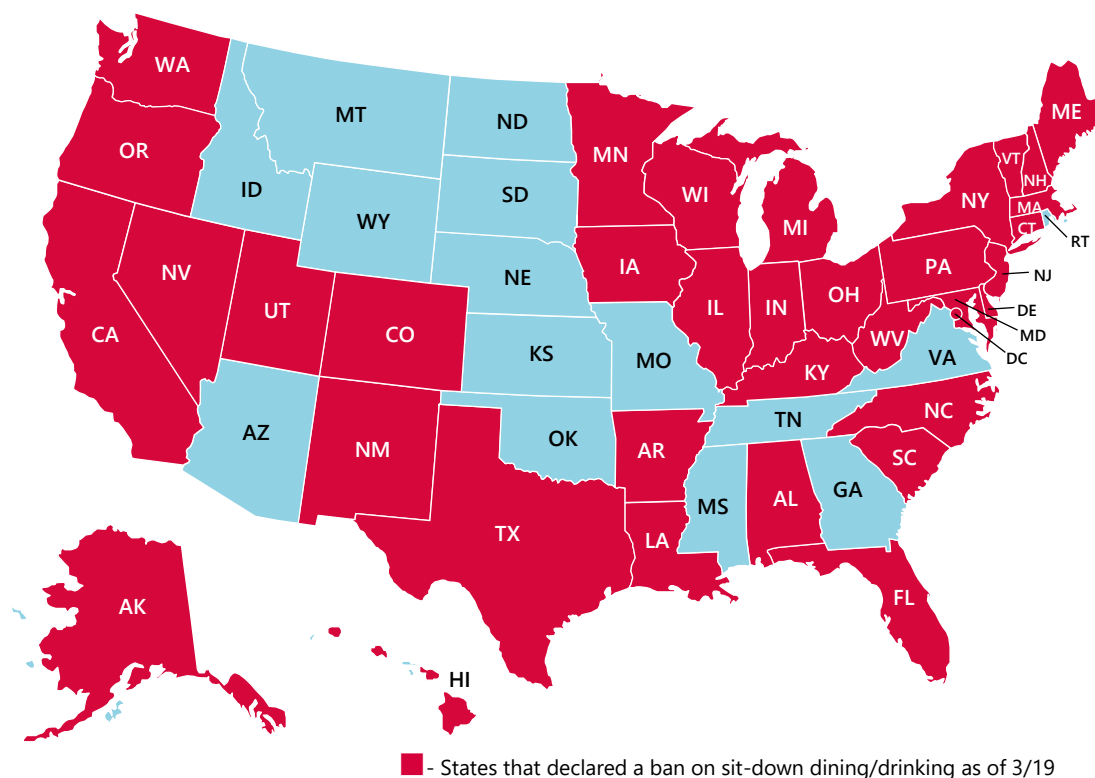 WA
OR
CA
NV
ID
MT
WY
UT
CO
AZ
NM
ND
SD
NE
KS
OK
TX
MN
IA
MO
AR
LA
WI
IL
MI
IN
OH
KY
TN
MS
AL
GA
FL
SC
NC
VA
WV
PA
NY
VT
NH
ME
MA
CT
RT
NJ
DE
MD
DC
AK
HI
- States that declared a ban on sit-down dining/drinking as of 3/19